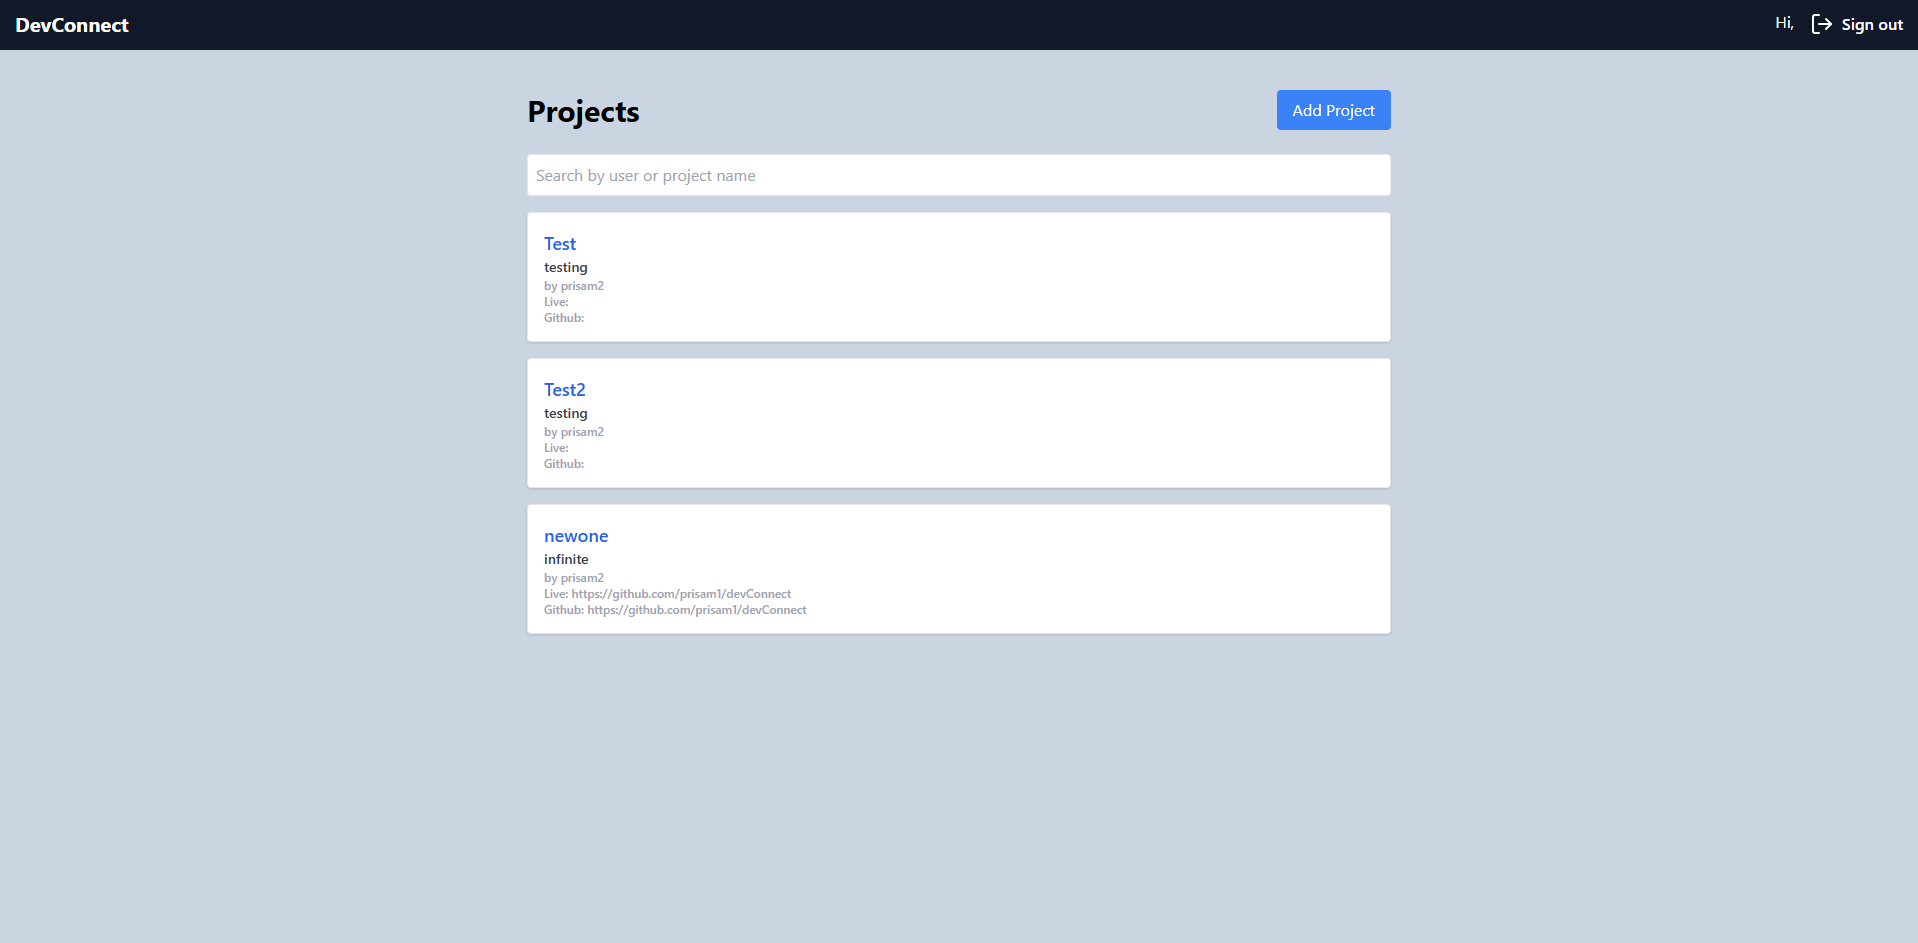 DevConnect
Hi,
Sign out
Projects
Add Project
Search by user or project name
Test
testing
by prisam2
Live:
Github:
Test2
testing
by prisam2
Live:
Github:
newone
infinite
by prisam2
Live: https://github.com/prisam1/devConnect
Github: https://github.com/prisam1/devConnect